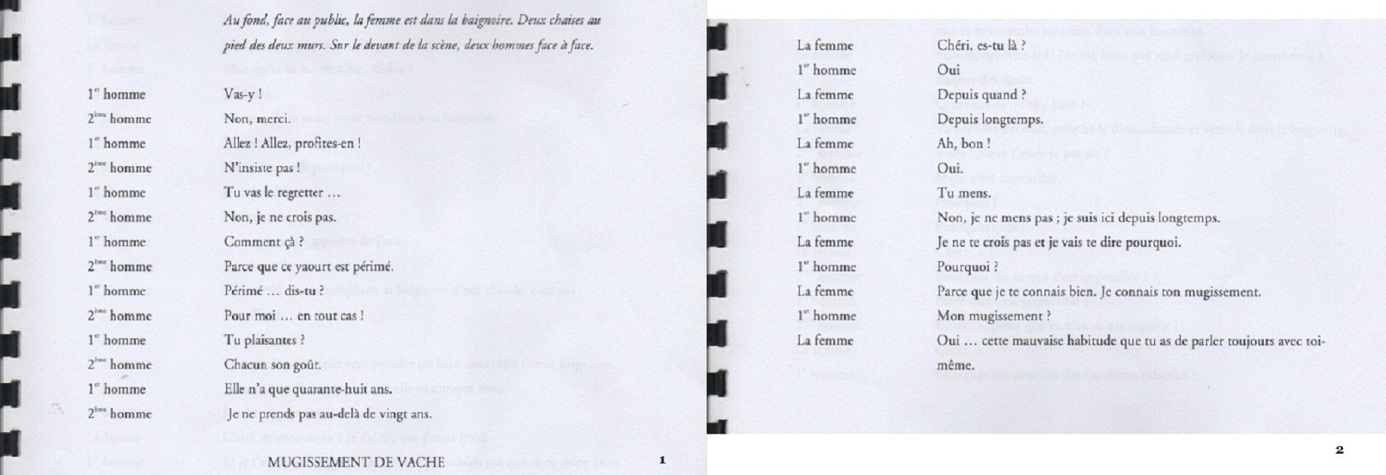 Au fond, face au public, la femme est dans la baignoire. Deux chaises au
pied des deux murs. Sur le devant de la scène, deux hommes face à face.
1er homme Vas-y !
2ème homme Non, merci.
1er homme Allez ! Allez, profites-en !
2ème homme N'insiste pas !
1er homme Tu vas le regretter ...
2ème homme Non, je ne crois pas.
1er homme Comment çà ?
2ème homme Parce que ce yaourt est périmé.
1er homme Périmé ... dis-tu ?
2ème homme Pour moi ... en tout cas !
1er homme Tu plaisantes ?
2ème homme Chacun son goût.
1er homme Elle n'a que quarante-huit ans.
2ème homme Je ne prends pas au-delà de vingt ans.
MUGISSEMENT DE VACHE 1
La femme Chéri, es-tu là ?
1er homme Oui
La femme Depuis quand ?
1er homme Depuis longtemps.
La femme Ah, bon !
1er homme Oui.
La femme Tu mens.
1er homme Non, je ne mens pas ; je suis ici depuis longtemps.
La femme Je ne te crois pas et je vais te dire pourquoi.
1er homme Pourquoi ?
La femme Parce que je te connais bien. Je connais ton mugissement.
1er homme Mon mugissement ?
La femme Oui ... cette mauvaise habitude que tu as de parler toujours avec toi-
même.
2